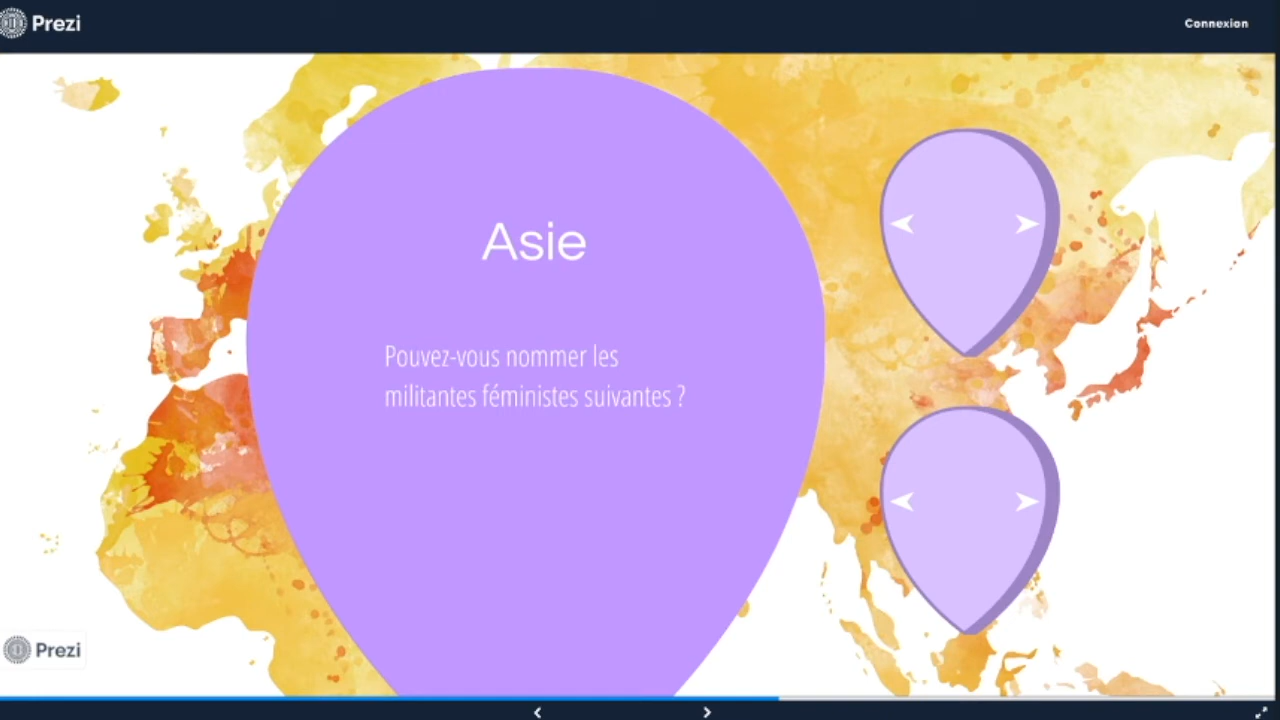 Prezi
Connexion
Asie
Pouvez-vous nommer les
militantes féministes suivantes ?
Prezi